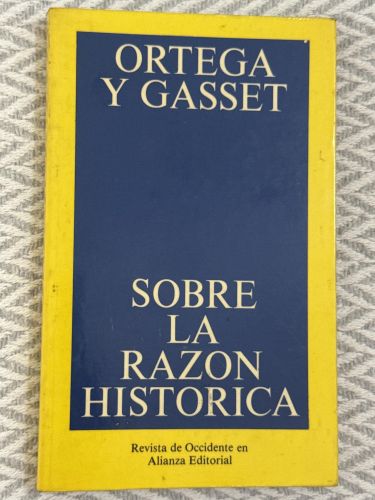 ORTEGA
Y GASSET
SOBRE
LA
RAZON
HISTORICA
Revista de Occidente en
Alianza Editorial